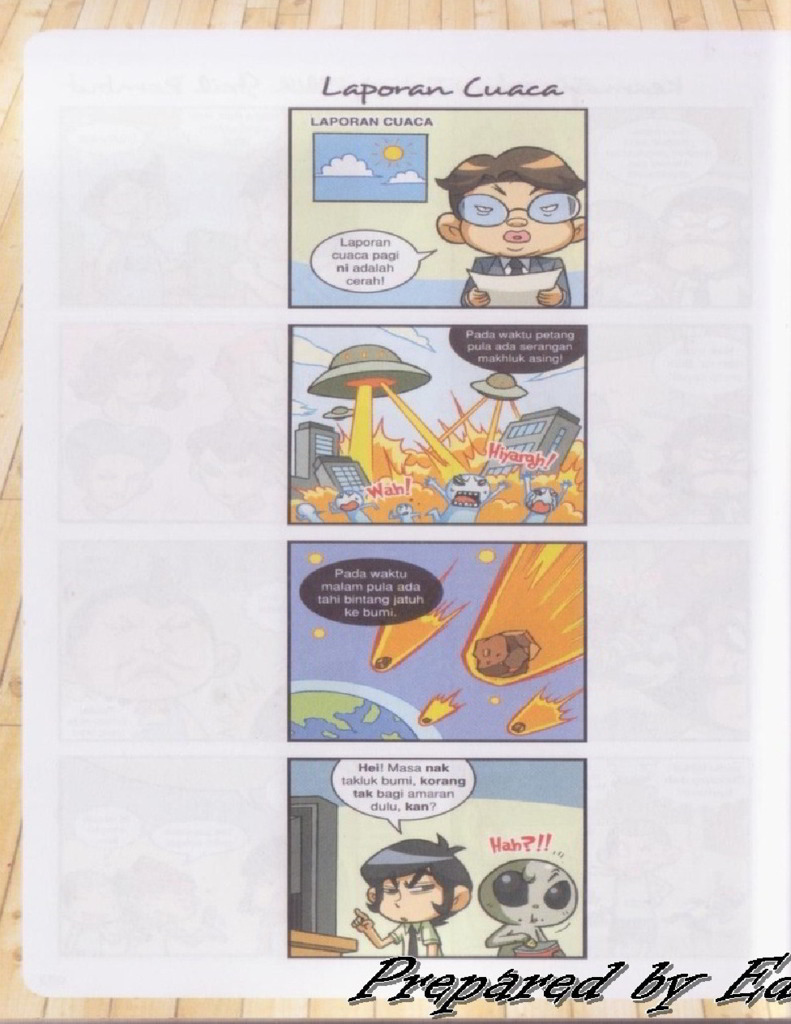 Laporan Cuaca
LAPORAN CUACA
Laporan
cuaca pagi
ni adalah
cerah!
Pada waktu petang
pula ada serangan
makhluk asing!
Hiyargh!
Wah!
Pada waktu
malam pula ada
tahi bintang jatuh
ke bumi.
Hei! Masa nak
takluk bumi, korang
tak bagi amaran
dulu, kan?
Hah?!!
Prepared by Ed